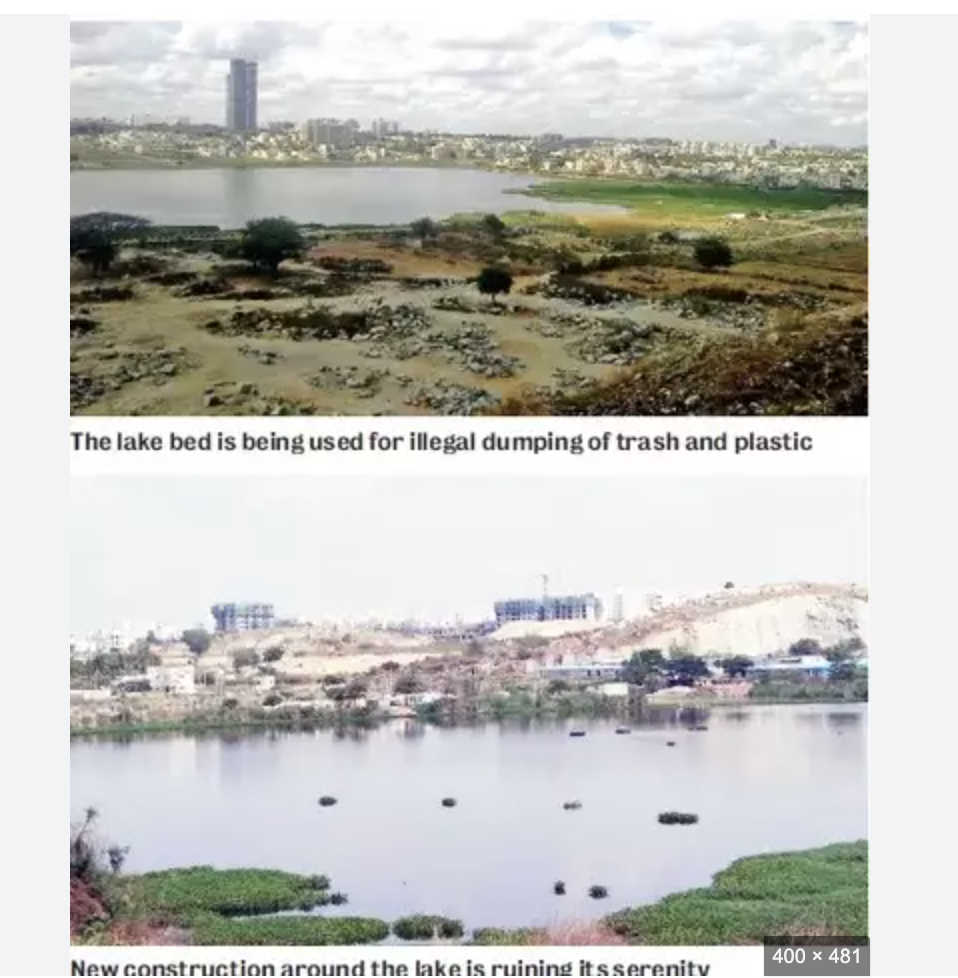 The lake bed is being used for illegal dumping of trash and plastic
400 × 481
New construction around the lake is ruining its serenity